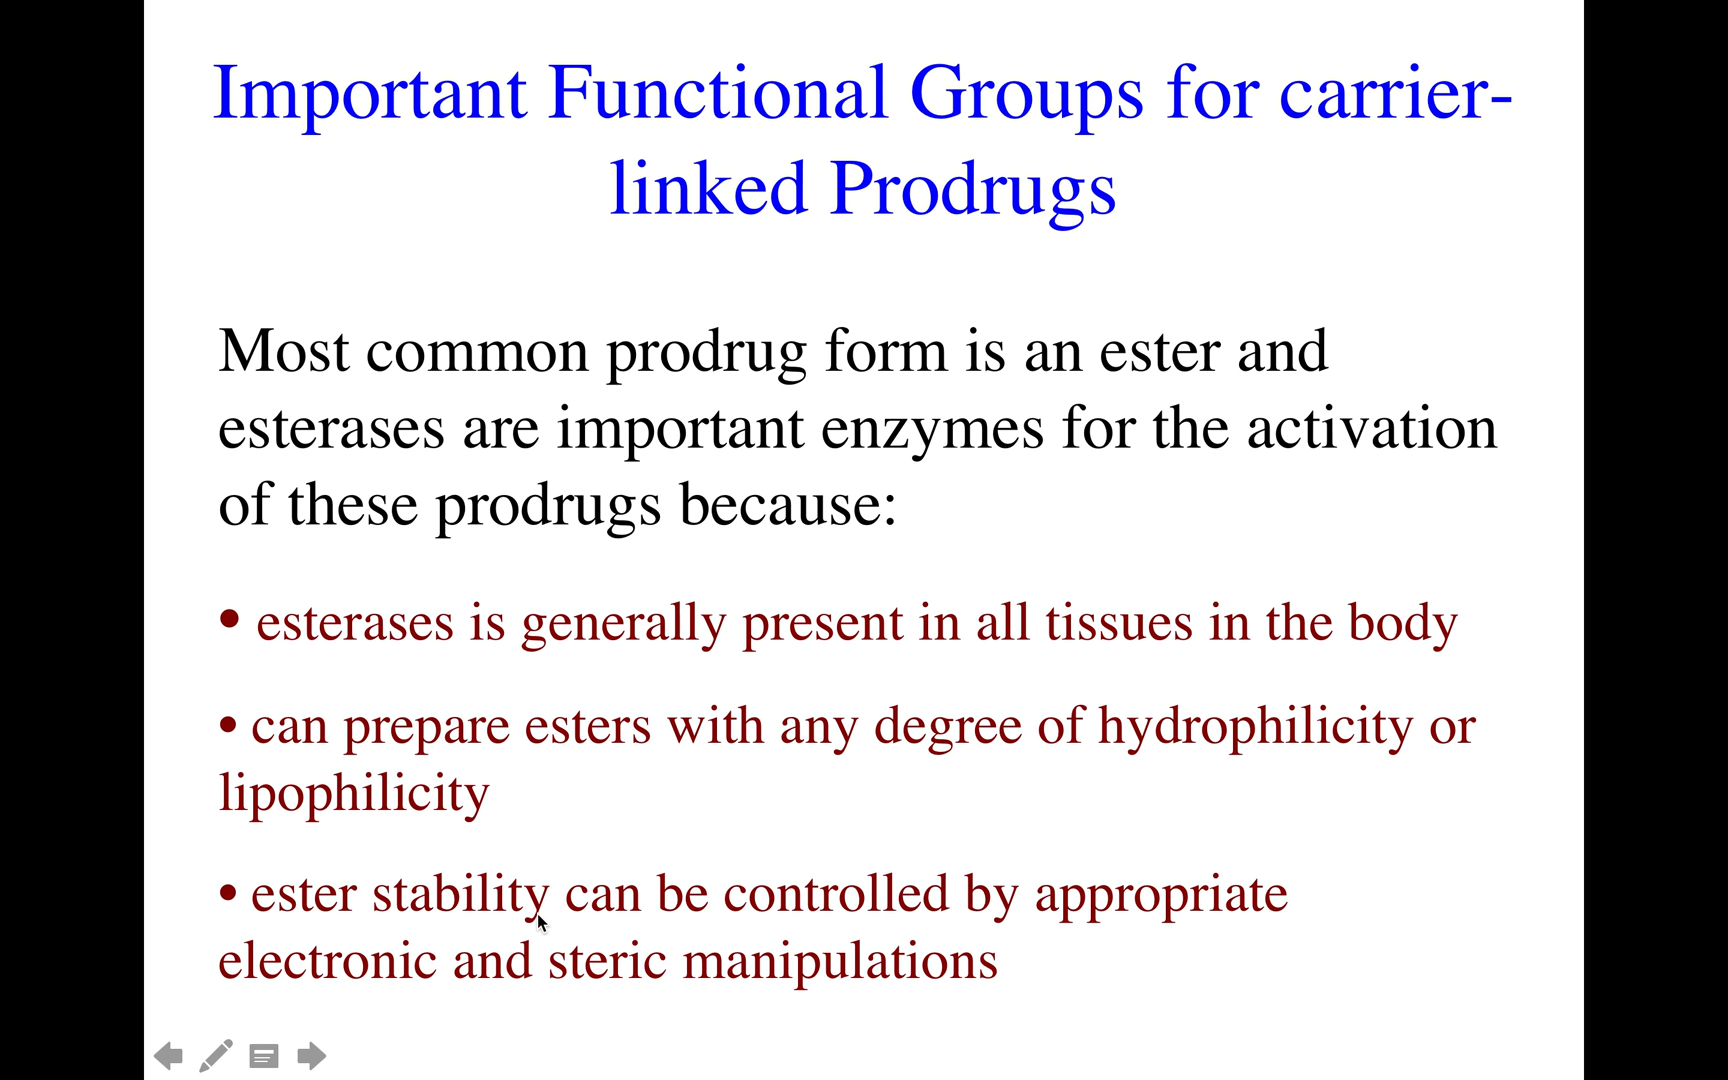 Important Functional Groups for carrier-
linked Prodrugs
Most common prodrug form is an ester and
esterases are important enzymes for the activation
of these prodrugs because:
• esterases is generally present in all tissues in the body
• can prepare esters with any degree of hydrophilicity or
lipophilicity
• ester stability can be controlled by appropriate
electronic and steric manipulations